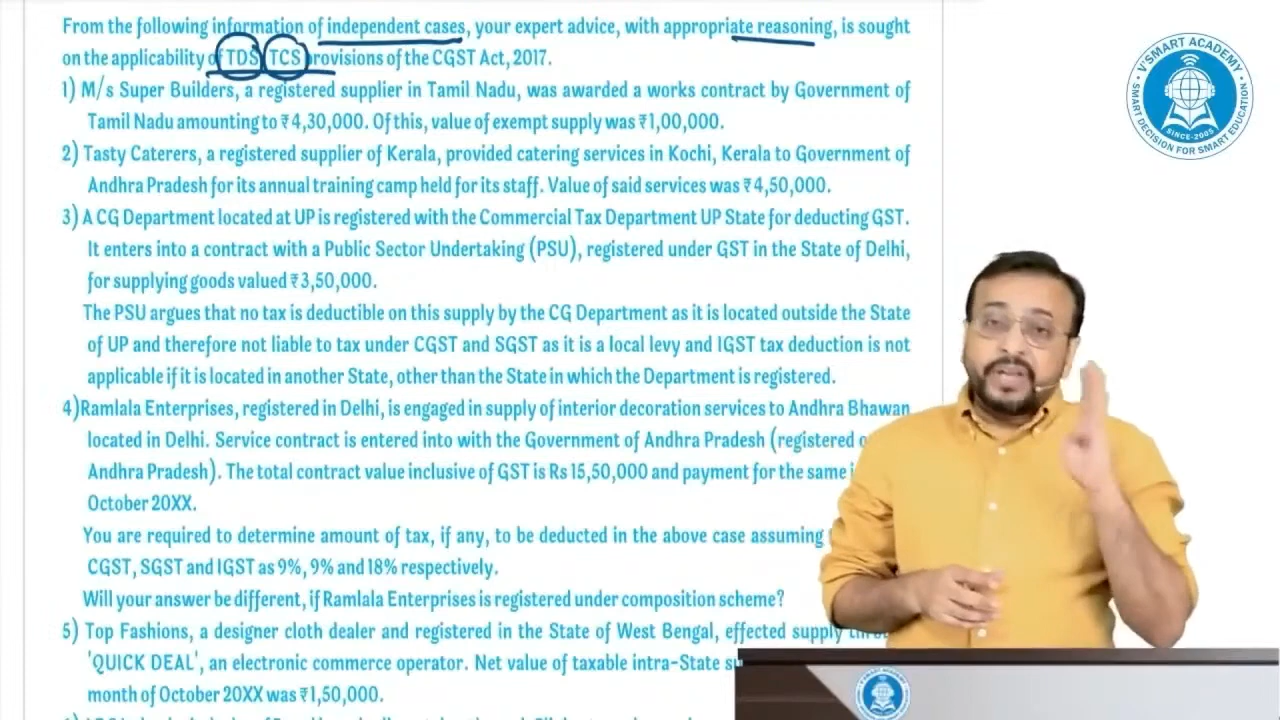 From the following information of independent cases, your expert advice, with appropriate reasoning, is sought
on the applicability of TDS TCS provisions of the CGST Act, 2017.
1) M/s Super Builders, a registered supplier in Tamil Nadu, was awarded a works contract by Government of
Tamil Nadu amounting to ₹4,30,000. Of this, value of exempt supply was ₹1,00,000.
2) Tasty Caterers, a registered supplier of Kerala, provided catering services in Kochi, Kerala to Government of
Andhra Pradesh for its annual training camp held for its staff. Value of said services was ₹4,50,000.
3) A CG Department located at UP is registered with the Commercial Tax Department UP State for deducting GST.
It enters into a contract with a Public Sector Undertaking (PSU), registered under GST in the State of Delhi,
for supplying goods valued ₹3,50,000.
The PSU argues that no tax is deductible on this supply by the CG Department as it is located outside the State
of UP and therefore not liable to tax under CGST and SGST as it is a local levy and IGST tax deduction is not
applicable if it is located in another State, other than the State in which the Department is registered.
4)Ramlala Enterprises, registered in Delhi, is engaged in supply of interior decoration services to Andhra Bhawan
located in Delhi. Service contract is entered into with the Government of Andhra Pradesh (registered
Andhra Pradesh). The total contract value inclusive of GST is Rs 15,50,000 and payment for the same
October 20XX.
You are required to determine amount of tax, if any, to be deducted in the above case assuming
CGST, SGST and IGST as 9%, 9% and 18% respectively.
Will your answer be different, if Ramlala Enterprises is registered under composition scheme?
5) Top Fashions, a designer cloth dealer and registered in the State of West Bengal, effected supply
'QUICK DEAL', an electronic commerce operator. Net value of taxable intra-State
month of October 20XX was ₹1,50,000.
V'SMART ACADEMY
SINCE-2005
SMART DECISION FOR SMART EDUCATION